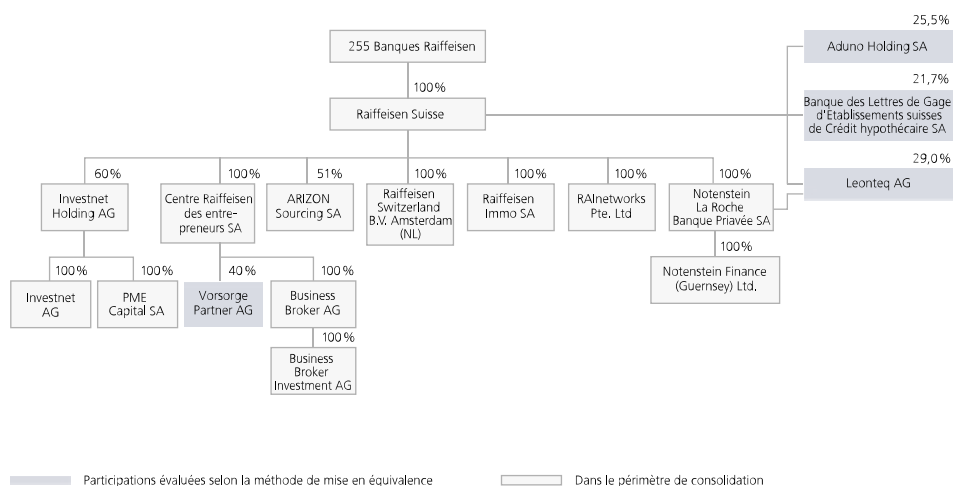 25,5%
255 Banques Raiffeisen
Aduno Holding SA
100%
21,7%
Raiffeisen Suisse
Banque des Lettres de Gage
d'Etablissements suisses
de Crédit hypothécaire SA
29,0%
Leonteq AG
60%
Investnet
Holding AG
100%
Centre Raiffeisen
des entre-
preneurs SA
51%
ARIZON
Sourcing SA
100%
Raiffeisen
Switzerland
B.V. Amsterdam
(NL)
100%
Raiffeisen
Immo SA
100%
RAInetworks
Pte. Ltd
100%
Notenstein
La Roche
Banque Priavée SA
100%
Notenstein Finance
(Guernsey) Ltd.
100%
Investnet
AG
100%
PME
Capital SA
40%
Vorsorge
Partner AG
100%
Business
Broker AG
100%
Business
Broker
Investment AG
Participations évaluées selon la méthode de mise en équivalence
Dans le périmètre de consolidation